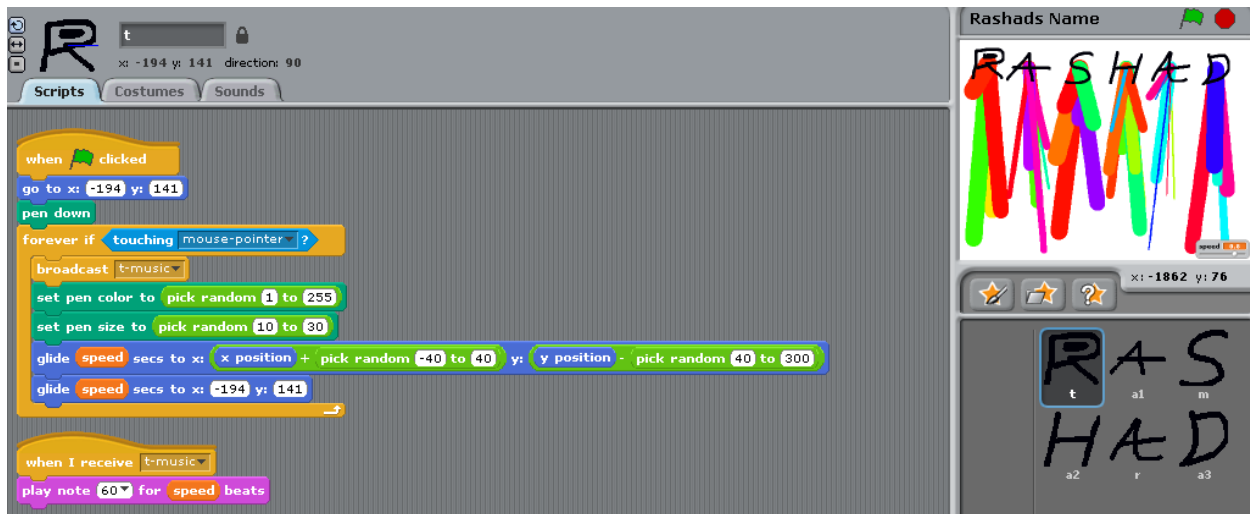 t
x: -194 y: 141 direction: 90
Scripts Costumes Sounds
when clicked
go to x: -194 y: 141
pen down
forever if touching mouse-pointer ?
broadcast t-music
set pen color to pick random 1 to 255
set pen size to pick random 10 to 30
glide speed secs to x: x position + pick random -40 to 40 y: y position - pick random 40 to 300
glide speed secs to x: -194 y: 141
when I receive t-music
play note 60 for speed beats
Rashads Name
R A S H A D
speed
x: -1862 y: 76
R A S
t a1 m
H A D
a2 r a3
R